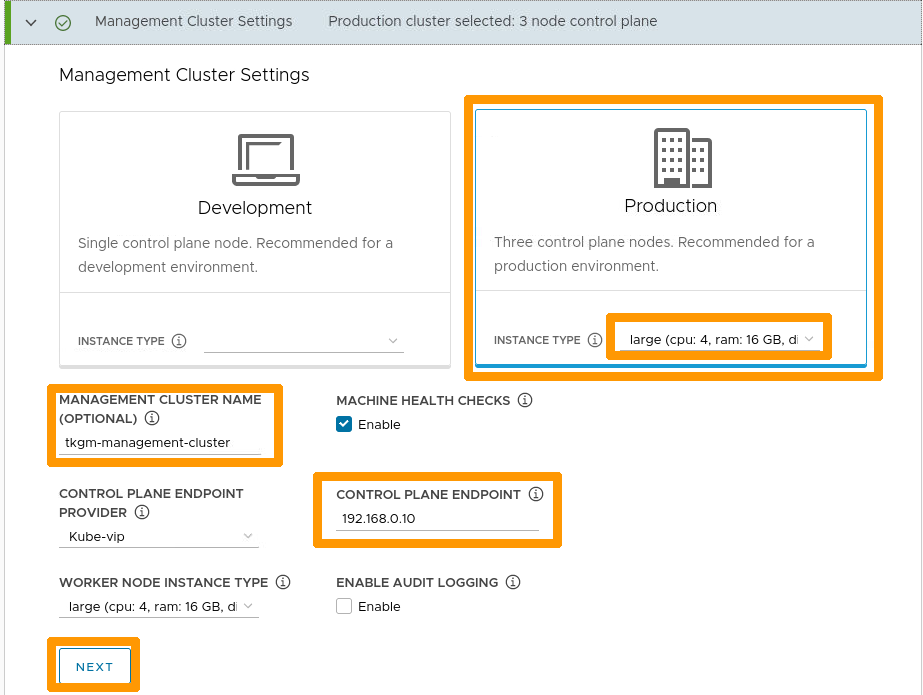 Management Cluster Settings Production cluster selected: 3 node control plane
Management Cluster Settings
Development
Single control plane node. Recommended for a
development environment.
INSTANCE TYPE
Production
Three control plane nodes. Recommended for a
production environment.
INSTANCE TYPE large (cpu: 4, ram: 16 GB, di
MANAGEMENT CLUSTER NAME
(OPTIONAL)
tkgm-management-cluster
MACHINE HEALTH CHECKS
Enable
CONTROL PLANE ENDPOINT
PROVIDER
Kube-vip
CONTROL PLANE ENDPOINT
192.168.0.10
WORKER NODE INSTANCE TYPE
large (cpu: 4, ram: 16 GB, di
ENABLE AUDIT LOGGING
Enable
NEXT